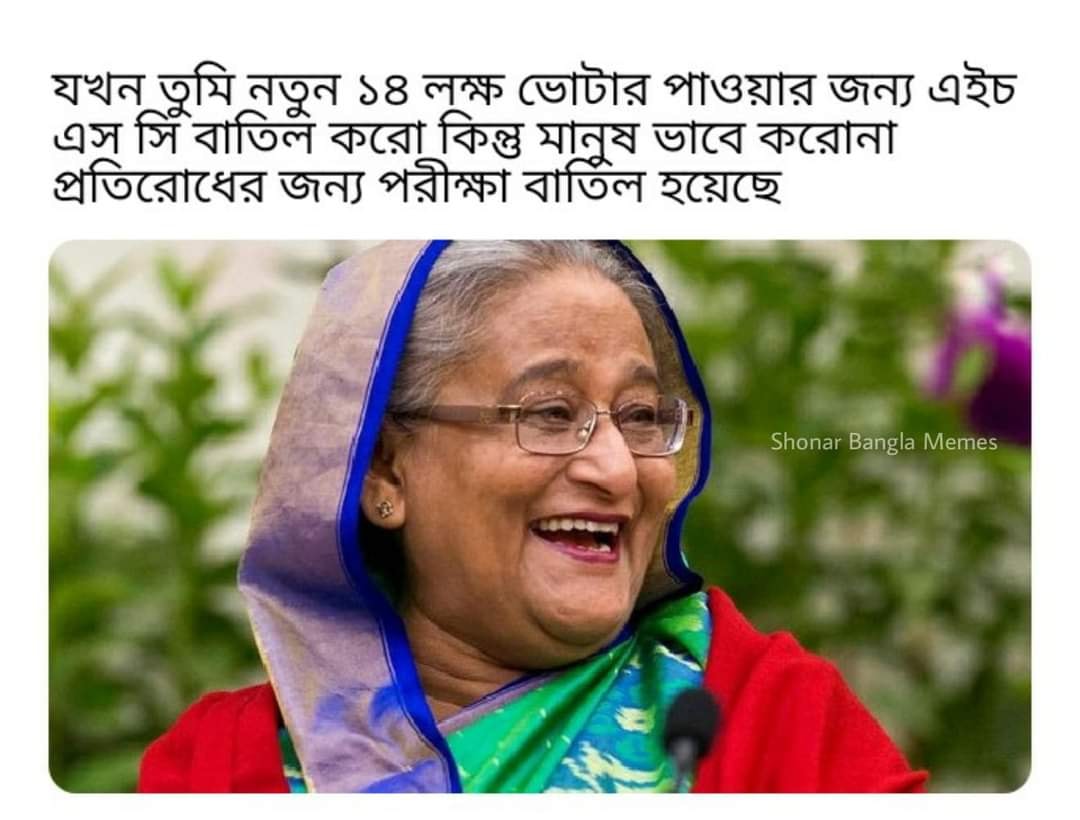 যখন তুমি নতুন ১৪ লক্ষ ভোটার পাওয়ার জন্য এইচ
এস সি বাতিল করো কিন্তু মানুষ ভাবে করোনা
প্রতিরোধের জন্য পরীক্ষা বাতিল হয়েছে
Shonar Bangla Memes